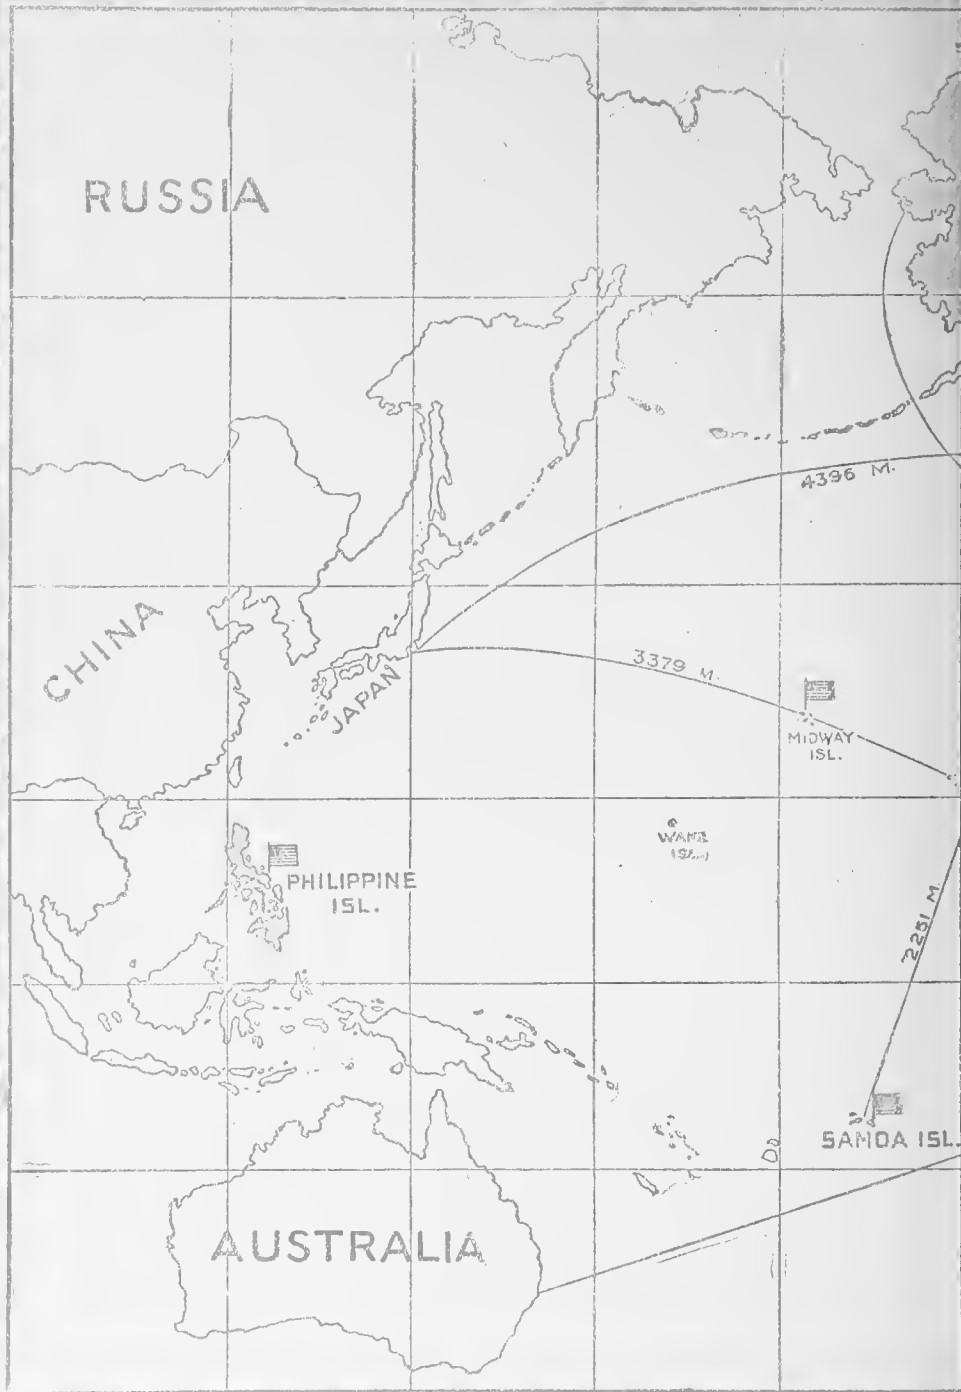 RUSSIA
4396 M.
CHINA
3379 M.
JAPAN
MIDWAY
ISL.
WAKE
ISL.
PHILIPPINE
ISL.
2251 M.
SAMOA ISL.
AUSTRALIA